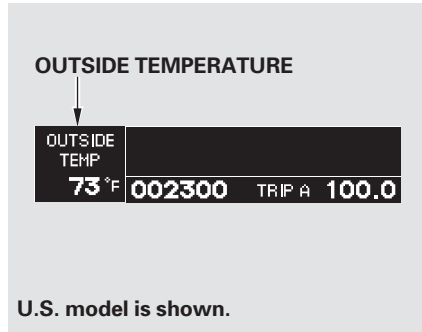 OUTSIDE TEMPERATURE
OUTSIDE
TEMP
73°F 002300 TRIP A 100.0
U.S. model is shown.